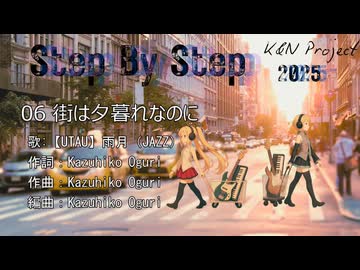 Step By Step
K&N Project
2025
06 街は夕暮れなのに
歌：【UTAU】雨月 (JAZZ)
作詞：Kazuhiko Oguri
作曲：Kazuhiko Oguri
編曲：Kazuhiko Oguri